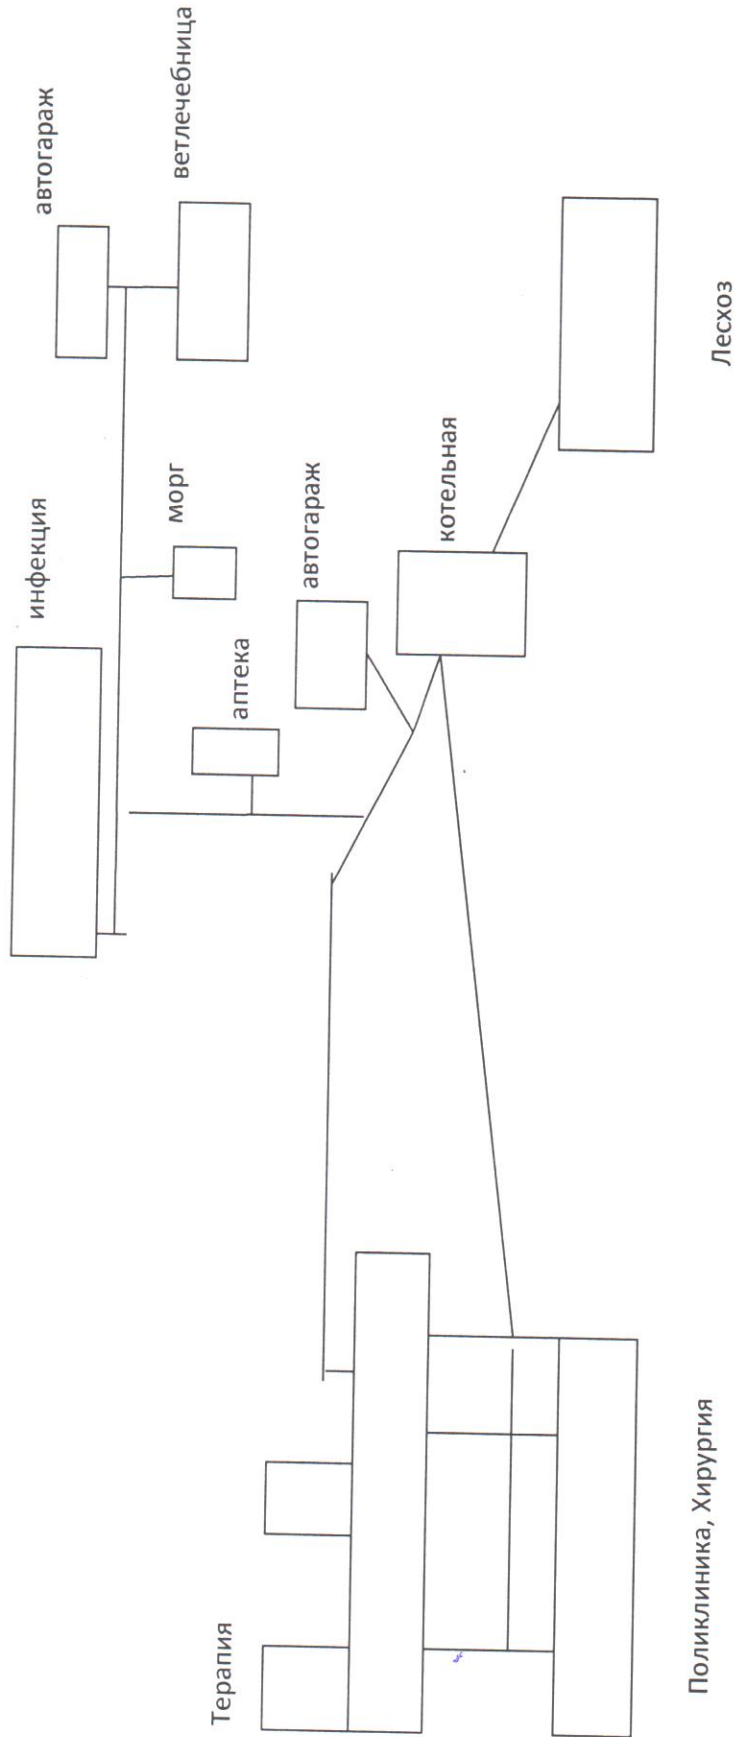 автогараж
ветлечебница
инфекция
морг
аптека
автогараж
котельная
Лесхоз
Терапия
Поликлиника, Хирургия